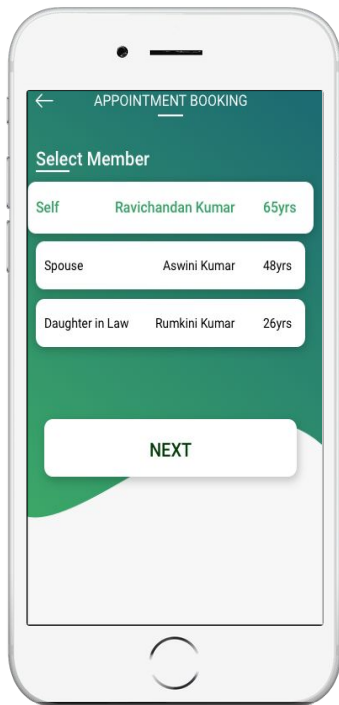 APPOINTMENT BOOKING
Select Member
Self Ravichandan Kumar 65yrs
Spouse Aswini Kumar 48yrs
Daughter in Law Rumkini Kumar 26yrs
NEXT